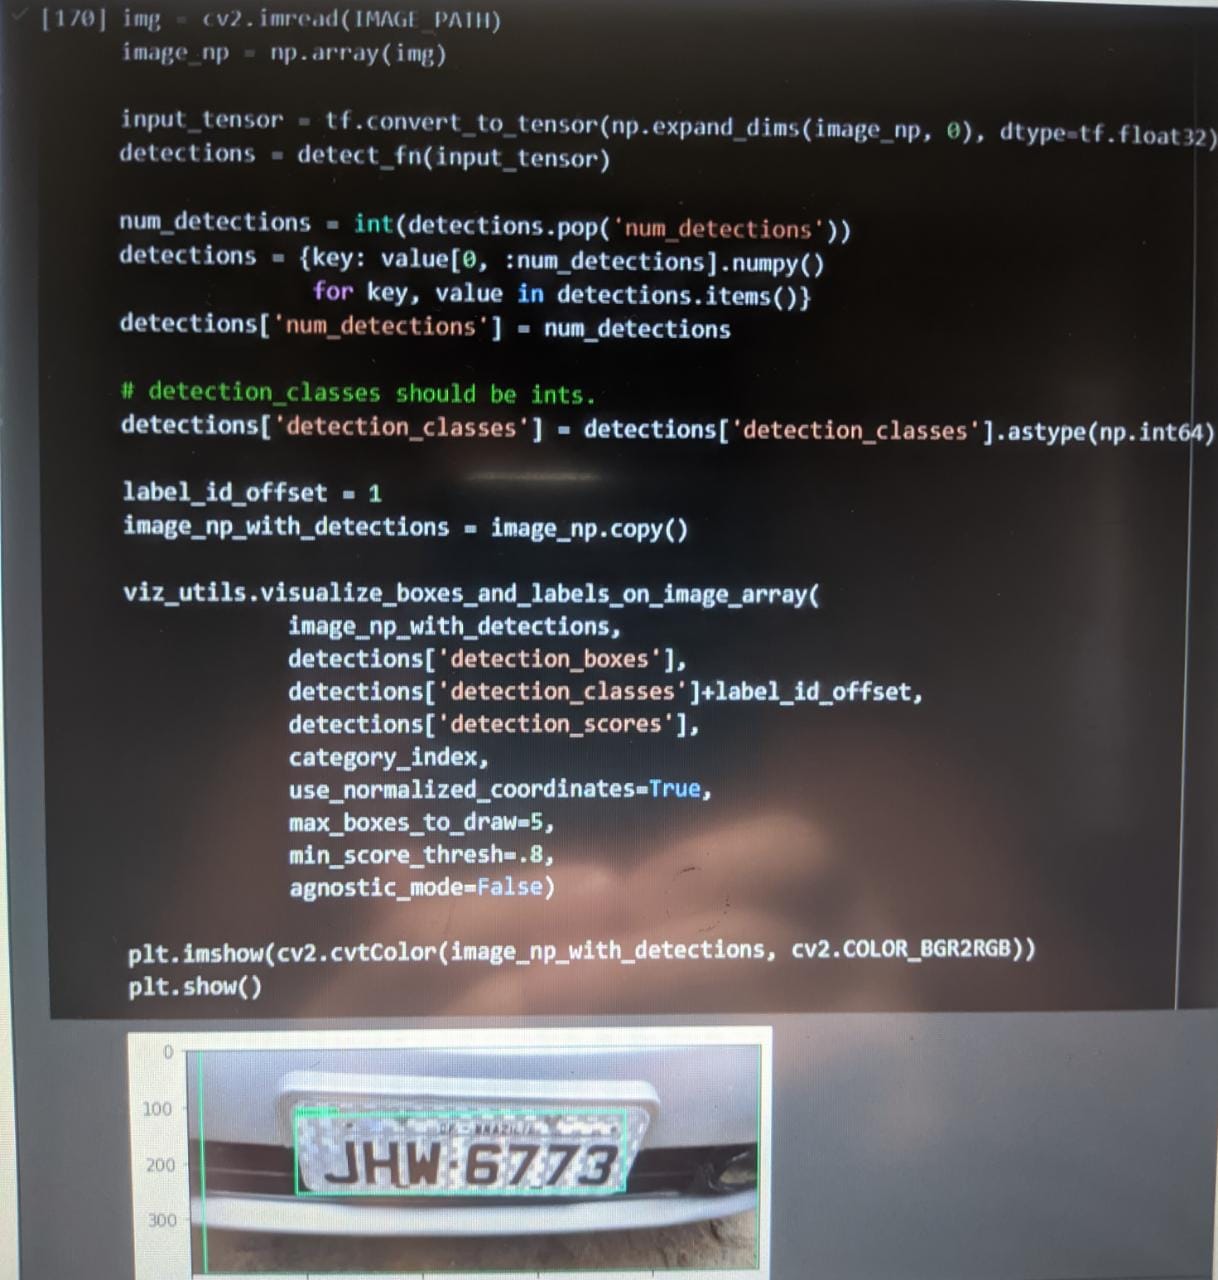 [170] img = cv2.imread(IMAGE_PATH)
image_np = np.array(img)
input_tensor = tf.convert_to_tensor(np.expand_dims(image_np, 0), dtype=tf.float32)
detections = detect_fn(input_tensor)
num_detections = int(detections.pop('num_detections'))
detections = {key: value[0, :num_detections].numpy()
for key, value in detections.items()}
detections['num_detections'] = num_detections
# detection_classes should be ints.
detections['detection_classes'] = detections['detection_classes'].astype(np.int64)
label_id_offset = 1
image_np_with_detections = image_np.copy()
viz_utils.visualize_boxes_and_labels_on_image_array(
image_np_with_detections,
detections['detection_boxes'],
detections['detection_classes']+label_id_offset,
detections['detection_scores'],
category_index,
use_normalized_coordinates=True,
max_boxes_to_draw=5,
min_score_thresh=.8,
agnostic_mode=False)
plt.imshow(cv2.cvtColor(image_np_with_detections, cv2.COLOR_BGR2RGB))
plt.show()
0
100
200
300
JHW·6773